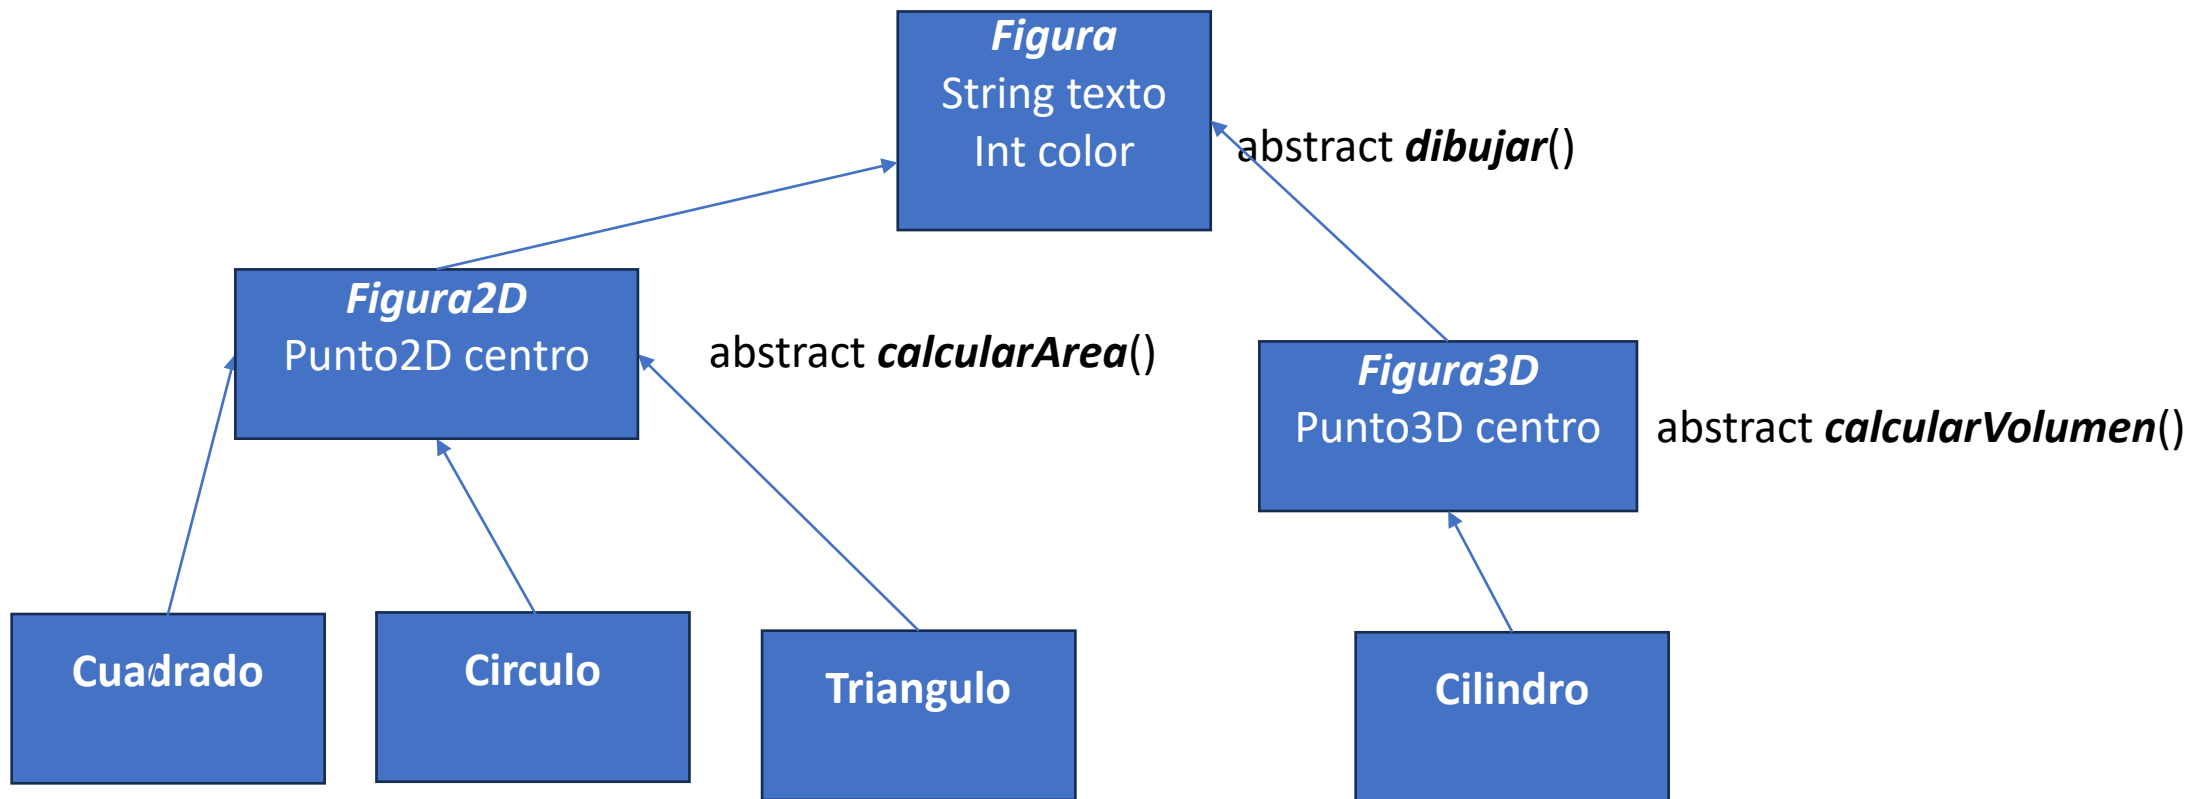 Figura
String texto
Int color
abstract dibujar()
Figura2D
Punto2D centro
abstract calcularArea()
Figura3D
Punto3D centro
abstract calcularVolumen()
Cuadrado
Circulo
Triangulo
Cilindro